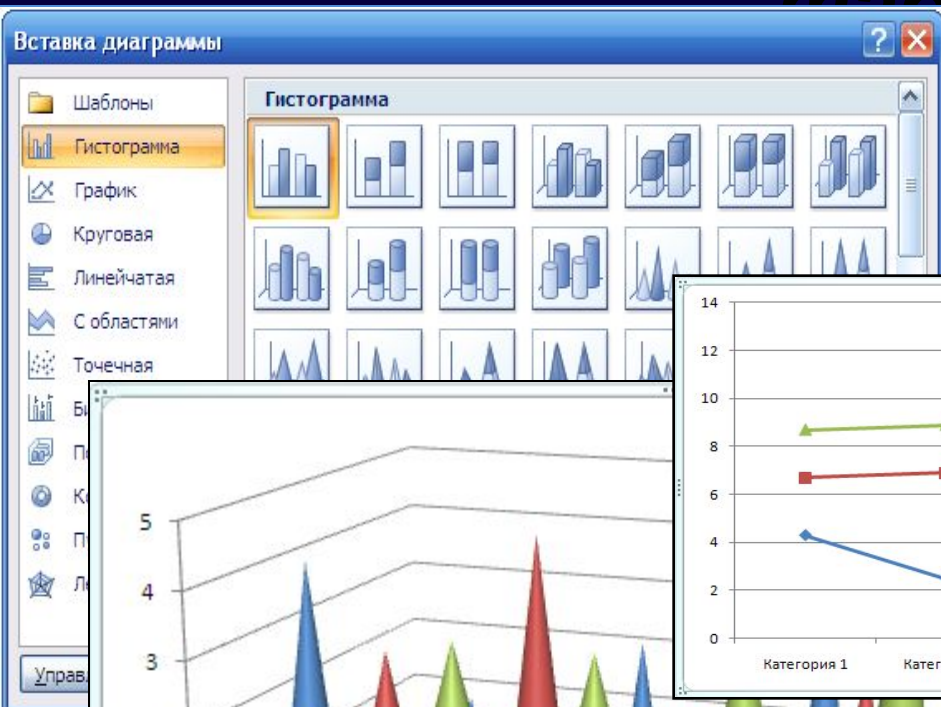 Вставка диаграммы
Шаблоны
Гистограмма
График
Круговая
Линейчатая
С областями
Точечная
Гистограмма
14
12
10
8
6
4
2
0
Категория 1
5
4
3